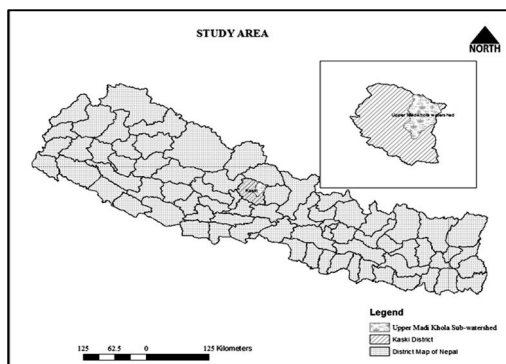 STUDY AREA
NORTH
Upper Madi khola watershed
Kaski
Legend
Upper Madi Khola Sub-watershed
Kaski District
District Map of Nepal
125 62.5 0 125 Kilometers